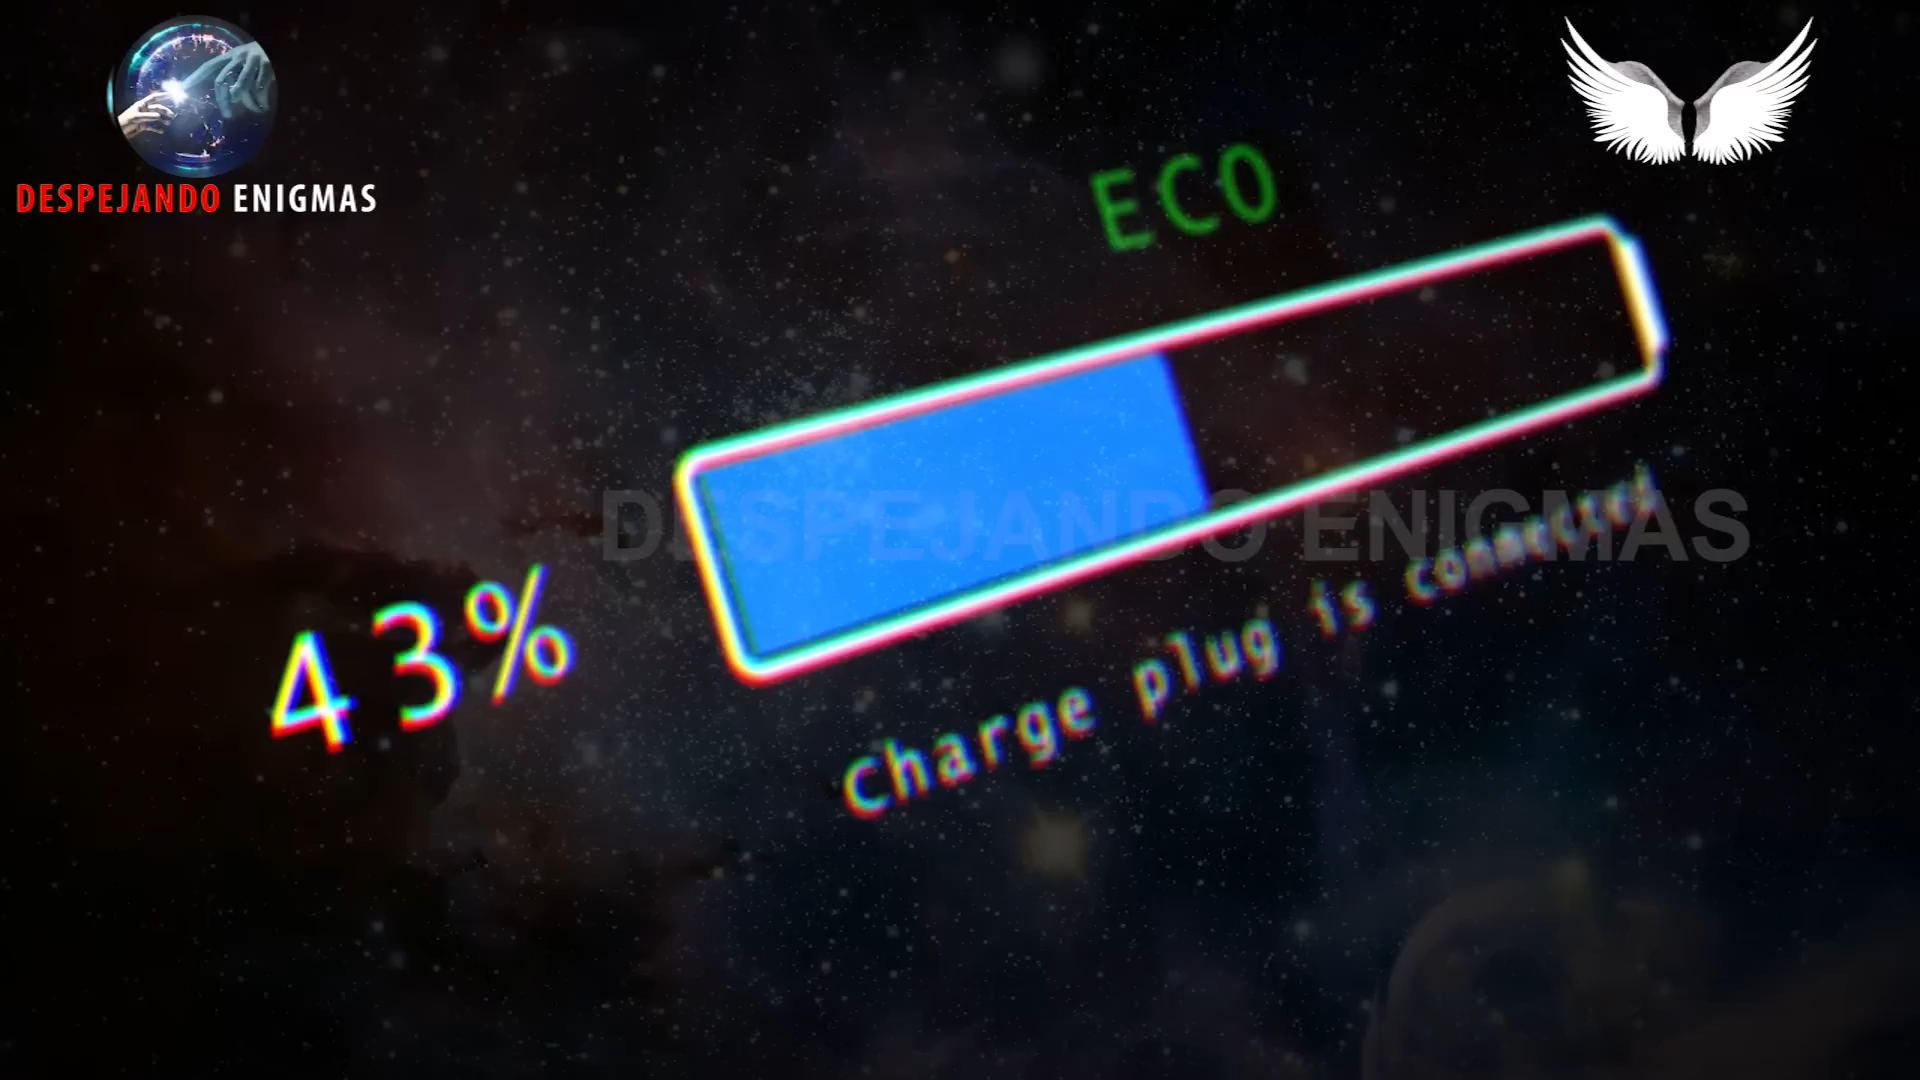 DESPEJANDO ENIGMAS
ECO
DESPEJANDO ENIGMAS
43%
Charge plug is connected